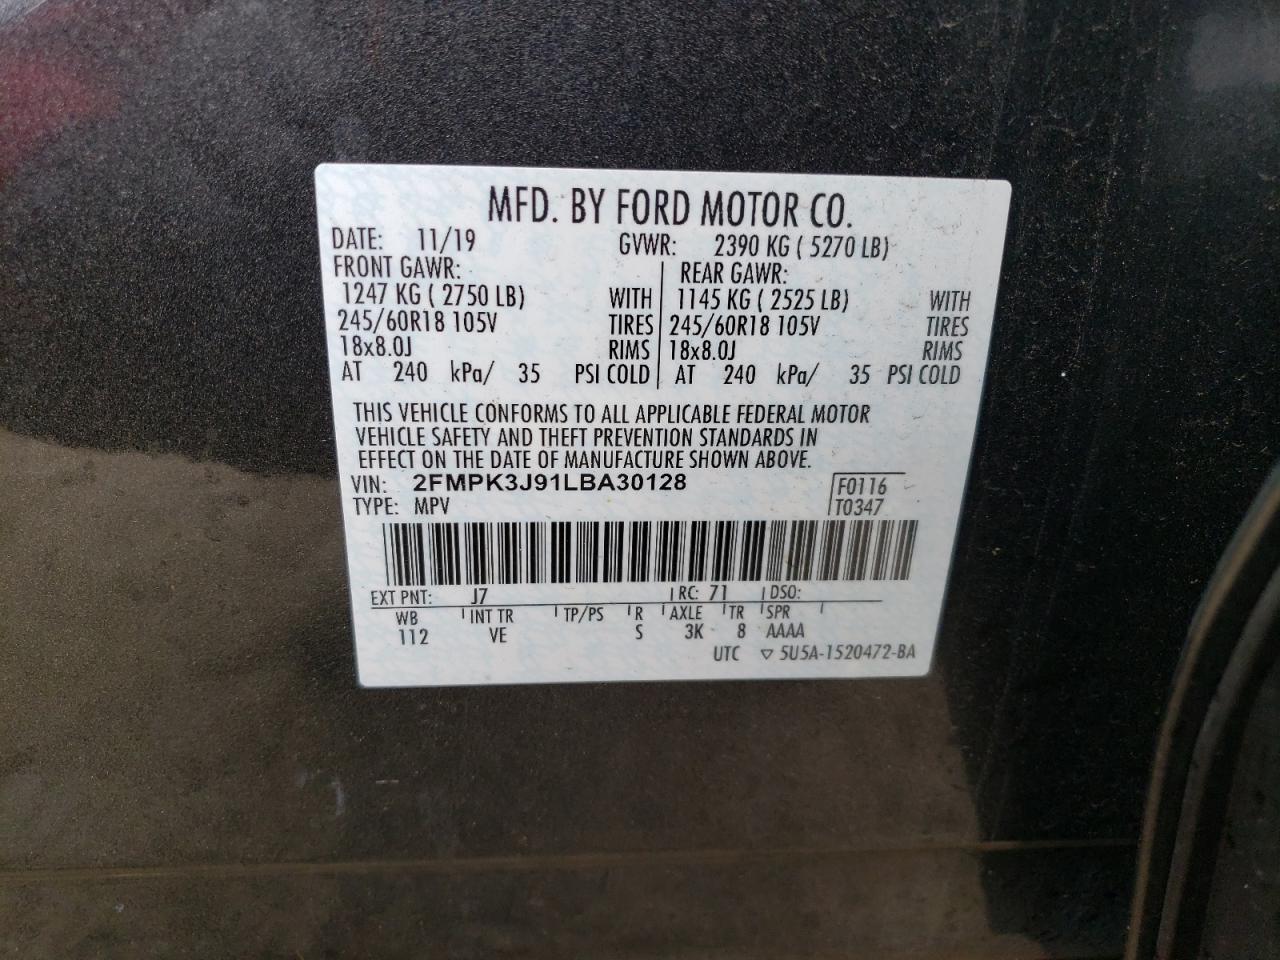 MFD. BY FORD MOTOR CO.
DATE: 11/19 GVWR: 2390 KG ( 5270 LB)
FRONT GAWR: REAR GAWR:
1247 KG ( 2750 LB) WITH 1145 KG ( 2525 LB) WITH
245/60R18 105V TIRES 245/60R18 105V TIRES
18x8.0J RIMS 18x8.0J RIMS
AT 240 kPa/ 35 PSI COLD AT 240 kPa/ 35 PSI COLD
THIS VEHICLE CONFORMS TO ALL APPLICABLE FEDERAL MOTOR
VEHICLE SAFETY AND THEFT PREVENTION STANDARDS IN
EFFECT ON THE DATE OF MANUFACTURE SHOWN ABOVE.
VIN: 2FMPK3J91LBA30128 F0116
TYPE: MPV T0347
EXT PNT: J7 RC: 71 DSO:
WB INT TR TP/PS R AXLE TR SPR
112 VE S 3K 8 AAAA
UTC ▽ 5U5A-1520472-BA